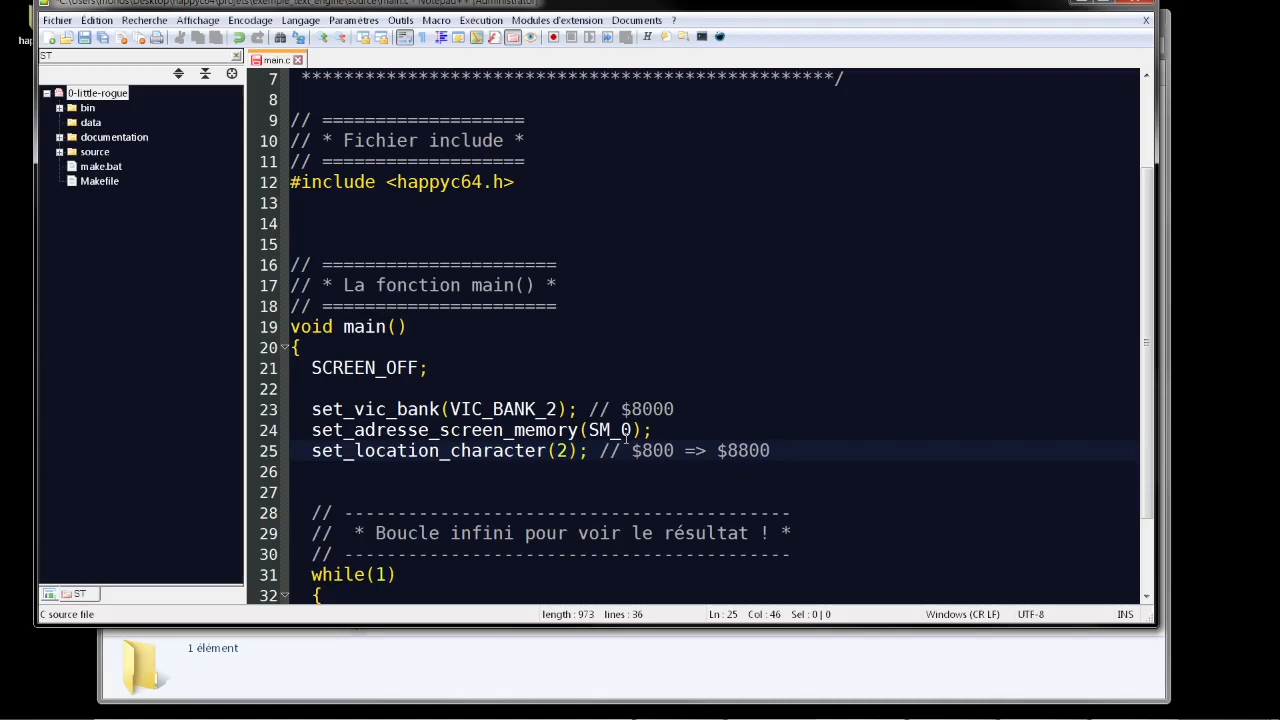 Fichier Édition Recherche Affichage Encodage Langage Paramètres Outils Macro Exécution Modules d'extension Documents ? X
ST
main.c
0-little-rogue
bin
data
documentation
source
make.bat
Makefile
7 **************************************************/
8
9 // ===================
10 // * Fichier include *
11 // ===================
12 #include <happyc64.h>
13
14
15
16 // ======================
17 // * La fonction main() *
18 // ======================
19 void main()
20 {
21 SCREEN_OFF;
22
23 set_vic_bank(VIC_BANK_2); // $8000
24 set_adresse_screen_memory(SM_0);
25 set_location_character(2); // $800 => $8800
26
27
28 // ------------------------------------------
29 // * Boucle infini pour voir le résultat ! *
30 // ------------------------------------------
31 while(1)
32 {
ST
C source file length : 973 lines : 36 Ln : 25 Col : 46 Sel : 0 | 0 Windows (CR LF) UTF-8 INS
1 élément